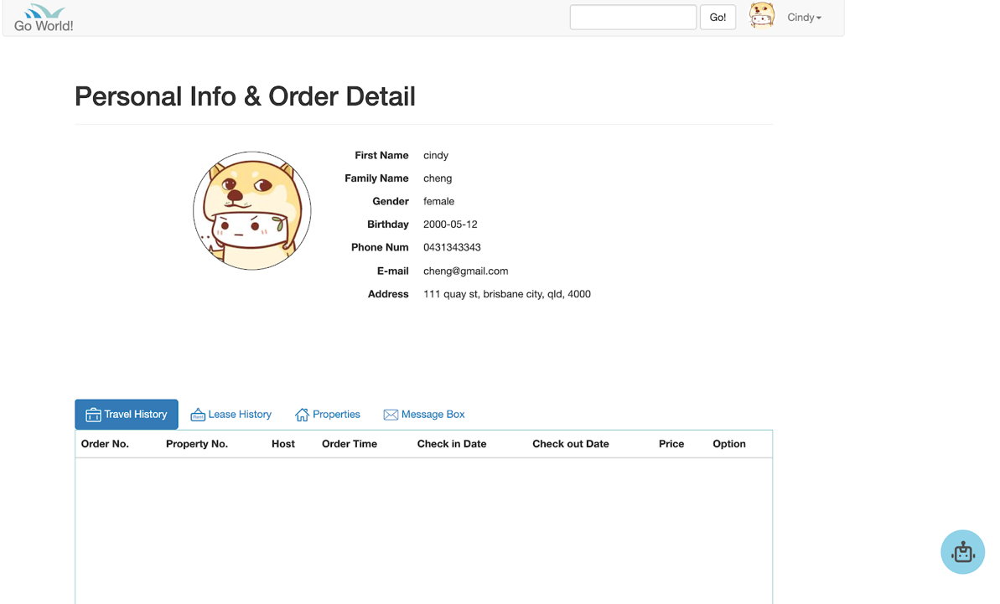 Go World!
Go!
Cindy
Personal Info & Order Detail
First Name cindy
Family Name cheng
Gender female
Birthday 2000-05-12
Phone Num 0431343343
E-mail cheng@gmail.com
Address 111 quay st, brisbane city, qld, 4000
Travel History Lease History Properties Message Box
Order No. Property No. Host Order Time Check in Date Check out Date Price Option